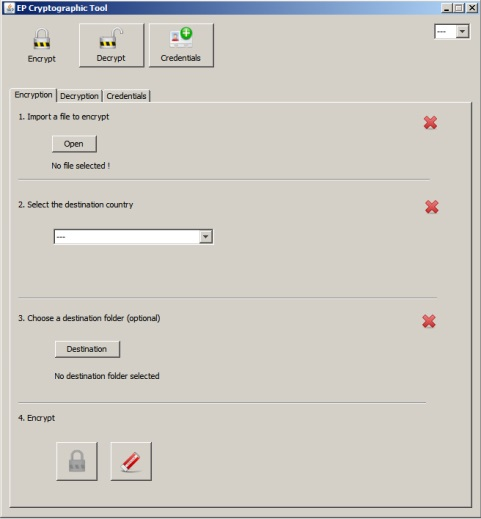 EP Cryptographic Tool
---
Encrypt
Decrypt
Credentials
Encryption Decryption Credentials
1. Import a file to encrypt
Open
No file selected !
2. Select the destination country
---
3. Choose a destination folder (optional)
Destination
No destination folder selected
4. Encrypt